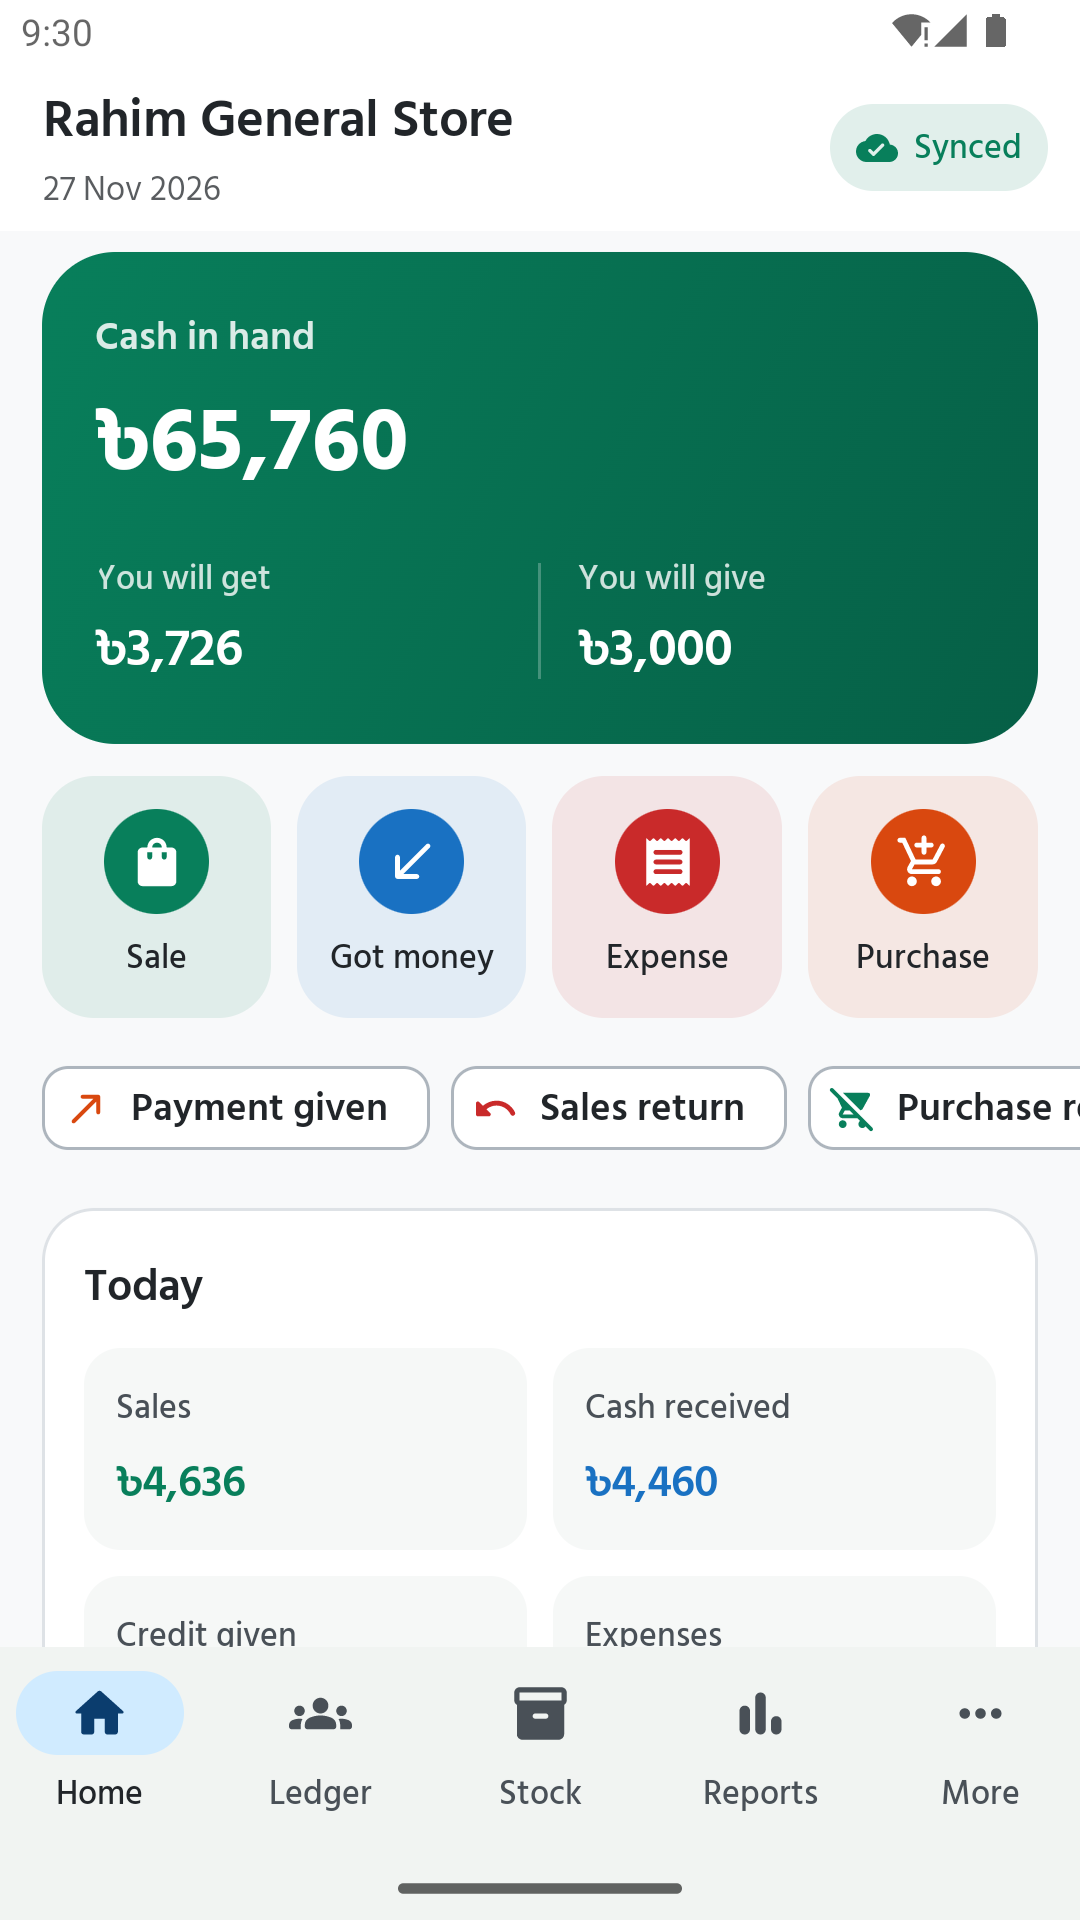 9:30
Rahim General Store
27 Nov 2026
Synced
Cash in hand
৳65,760
You will get
৳3,726
You will give
৳3,000
Sale
Got money
Expense
Purchase
Payment given
Sales return
Purchase
Today
Sales
৳4,636
Cash received
৳4,460
Credit given
Expenses
Home
Ledger
Stock
Reports
More